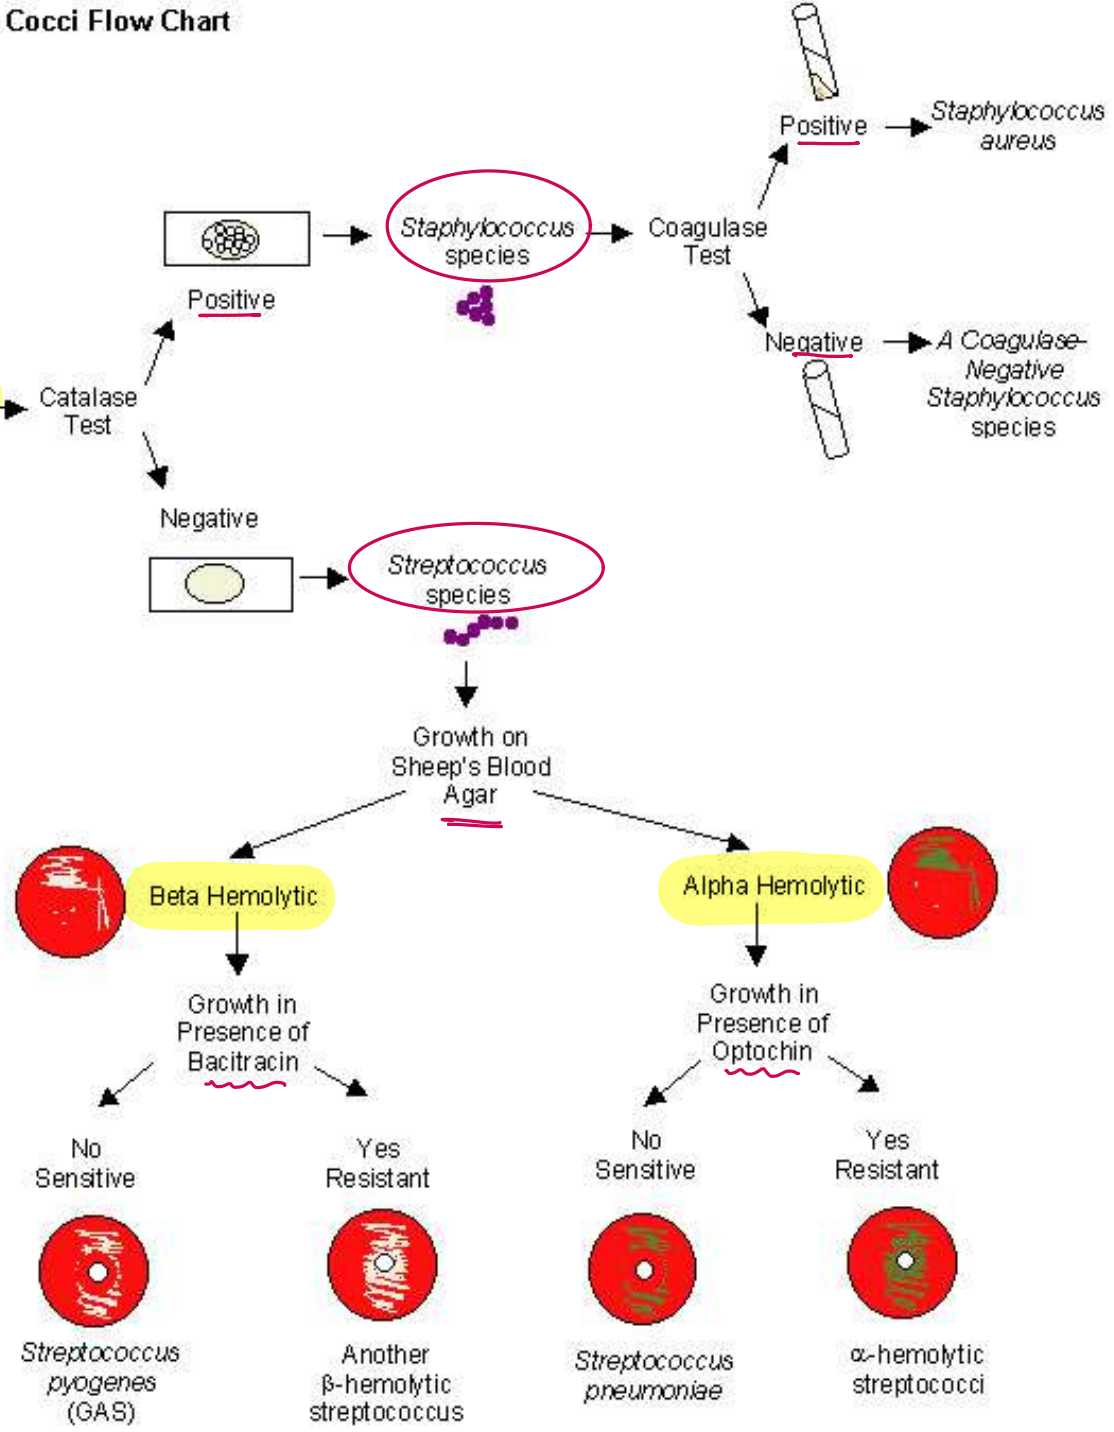 Cocci Flow Chart
Positive
Staphylococcus
aureus
Staphylococcus
species
Coagulase
Test
Positive
Negative
A Coagulase-
Negative
Staphylococcus
species
Catalase
Test
Negative
Streptococcus
species
Growth on
Sheep's Blood
Agar
Beta Hemolytic
Alpha Hemolytic
Growth in
Presence of
Bacitracin
Growth in
Presence of
Optochin
No
Sensitive
Yes
Resistant
No
Sensitive
Yes
Resistant
Streptococcus
pyogenes
(GAS)
Another
β-hemolytic
streptococcus
Streptococcus
pneumoniae
α-hemolytic
streptococci